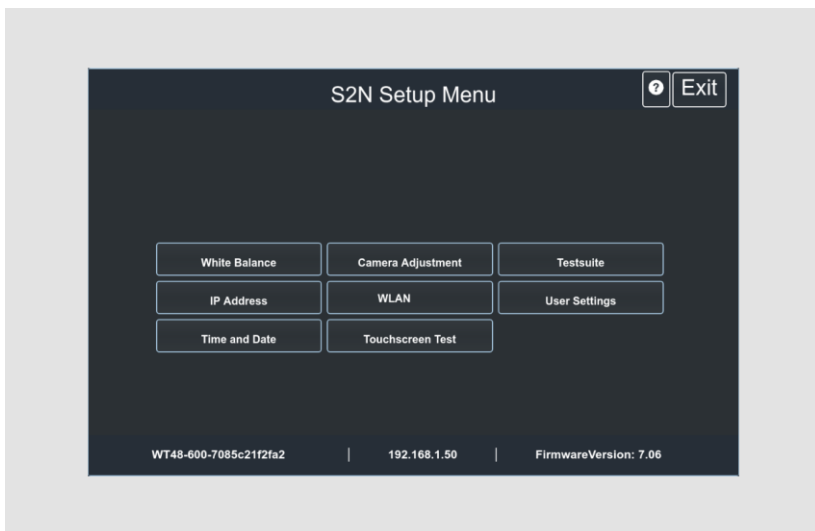 S2N Setup Menu
? Exit
White Balance Camera Adjustment Testsuite
IP Address WLAN User Settings
Time and Date Touchscreen Test
WT48-600-7085c21f2fa2 | 192.168.1.50 | FirmwareVersion: 7.06